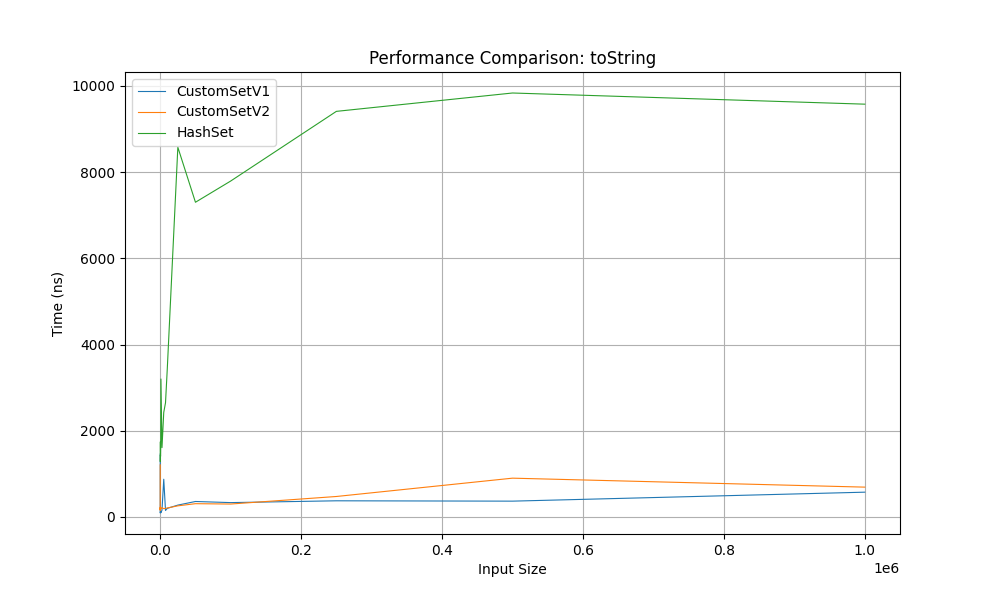 Performance Comparison: toString
CustomSetV1
CustomSetV2
HashSet
10000
8000
6000
4000
2000
0
Time (ns)
0.0 0.2 0.4 0.6 0.8 1.0
Input Size
1e6